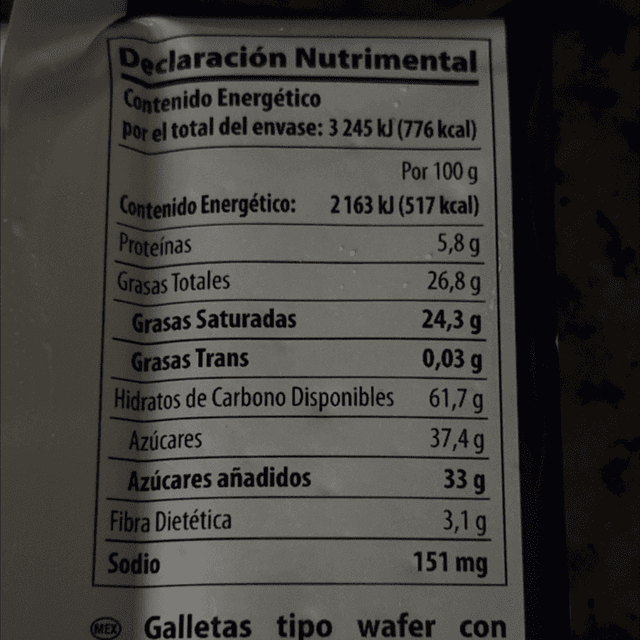 Declaración Nutrimental
Contenido Energético
por el total del envase: 3 245 kJ (776 kcal)
Por 100 g
Contenido Energético: 2 163 kJ (517 kcal)
Proteínas 5,8 g
Grasas Totales 26,8 g
Grasas Saturadas 24,3 g
Grasas Trans 0,03 g
Hidratos de Carbono Disponibles 61,7 g
Azúcares 37,4 g
Azúcares añadidos 33 g
Fibra Dietética 3,1 g
Sodio 151 mg
MEX Galletas tipo wafer con